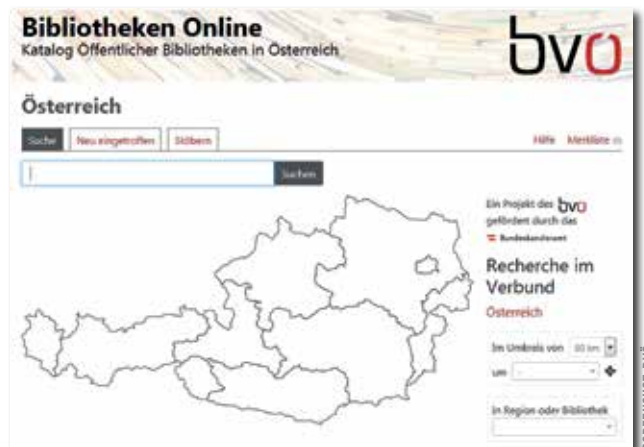 Bibliotheken Online
Katalog Öffentlicher Bibliotheken in Österreich
bvö
Österreich
Suche
Neu eingetroffen
Stöbern
Hilfe
Merkliste
Suchen
Ein Projekt des bvö
gefördert durch das
Bundeskanzleramt
Recherche im
Verbund
Österreich
Im Umkreis von
km
um
in Region oder Bibliothek